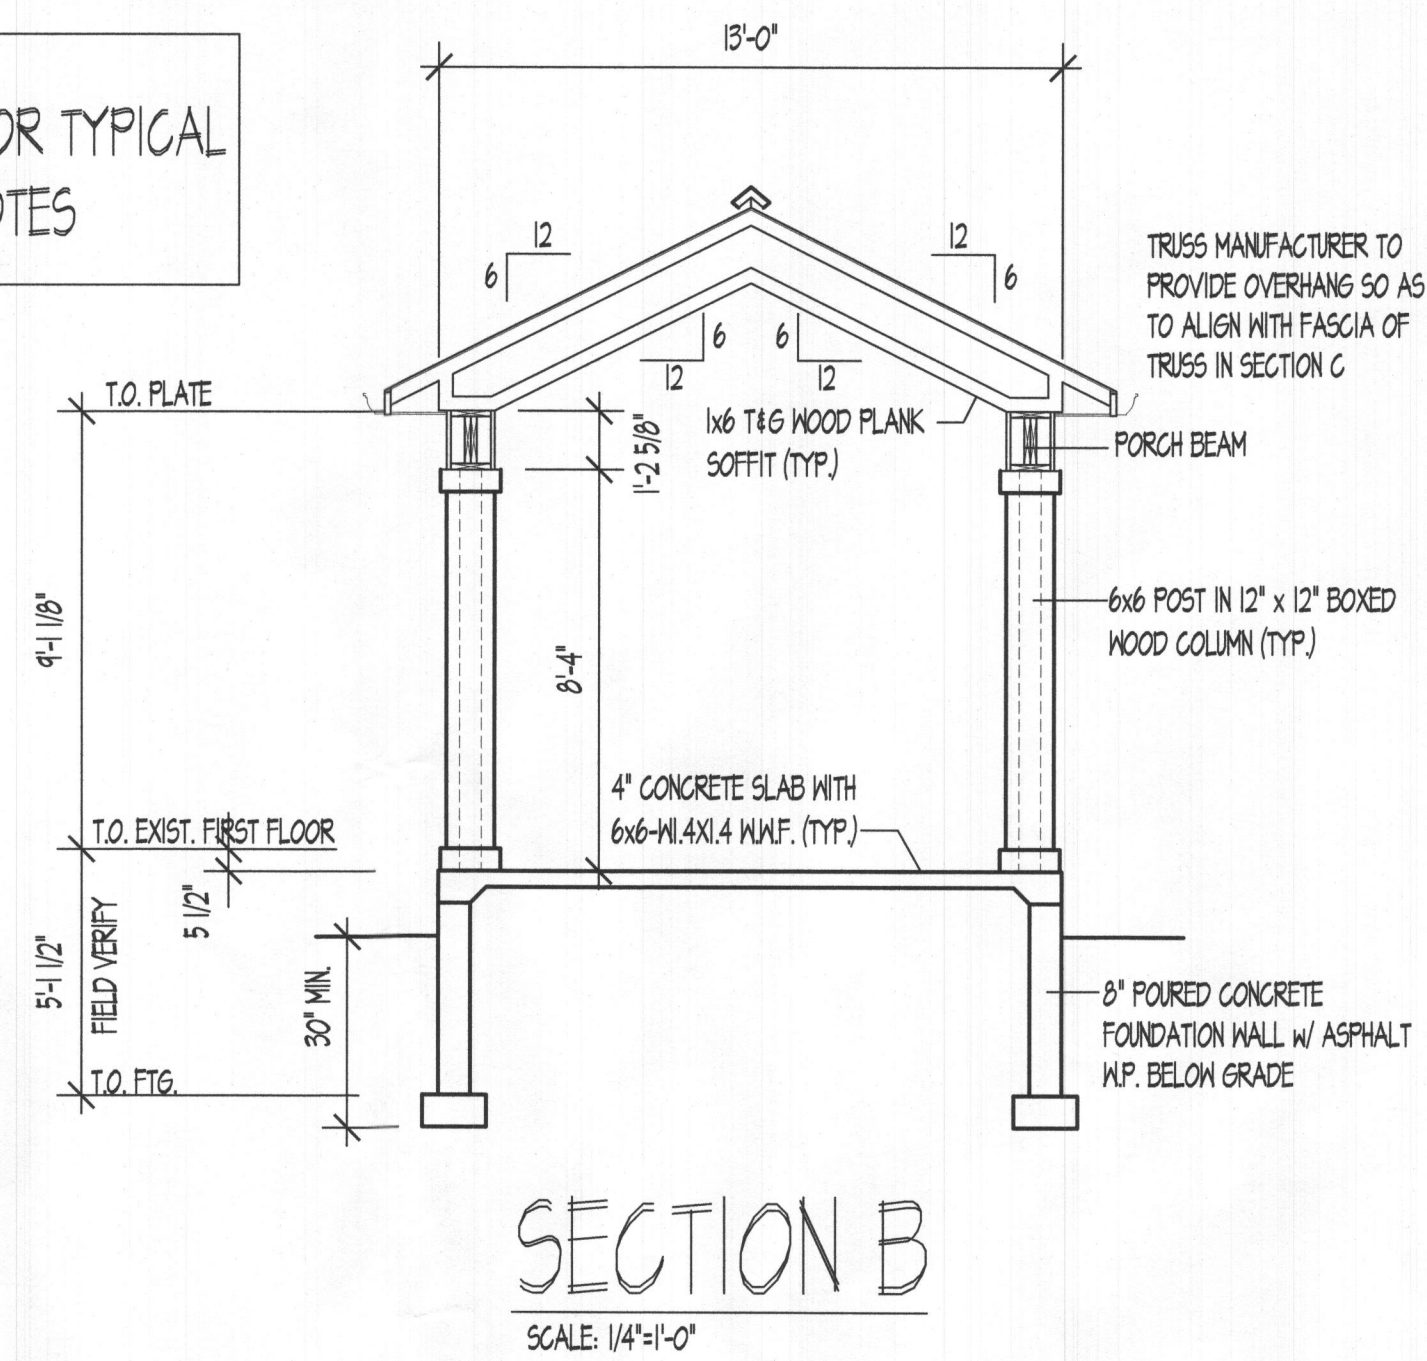 13'-0"
OR TYPICAL
OTES
12
6
12
6
TRUSS MANUFACTURER TO
PROVIDE OVERHANG SO AS
TO ALIGN WITH FASCIA OF
TRUSS IN SECTION C
6
12
6
12
T.O. PLATE
1x6 T&G WOOD PLANK
SOFFIT (TYP.)
1'-2 5/8"
PORCH BEAM
9'-1 1/8"
8'-4"
6x6 POST IN 12" x 12" BOXED
WOOD COLUMN (TYP.)
4" CONCRETE SLAB WITH
6x6-W1.4X1.4 W.W.F. (TYP.)
T.O. EXIST. FIRST FLOOR
5 1/2"
5'-1 1/2"
FIELD VERIFY
30" MIN.
8" POURED CONCRETE
FOUNDATION WALL w/ ASPHALT
W.P. BELOW GRADE
T.O. FTG.
SECTION B
SCALE: 1/4"=1'-0"